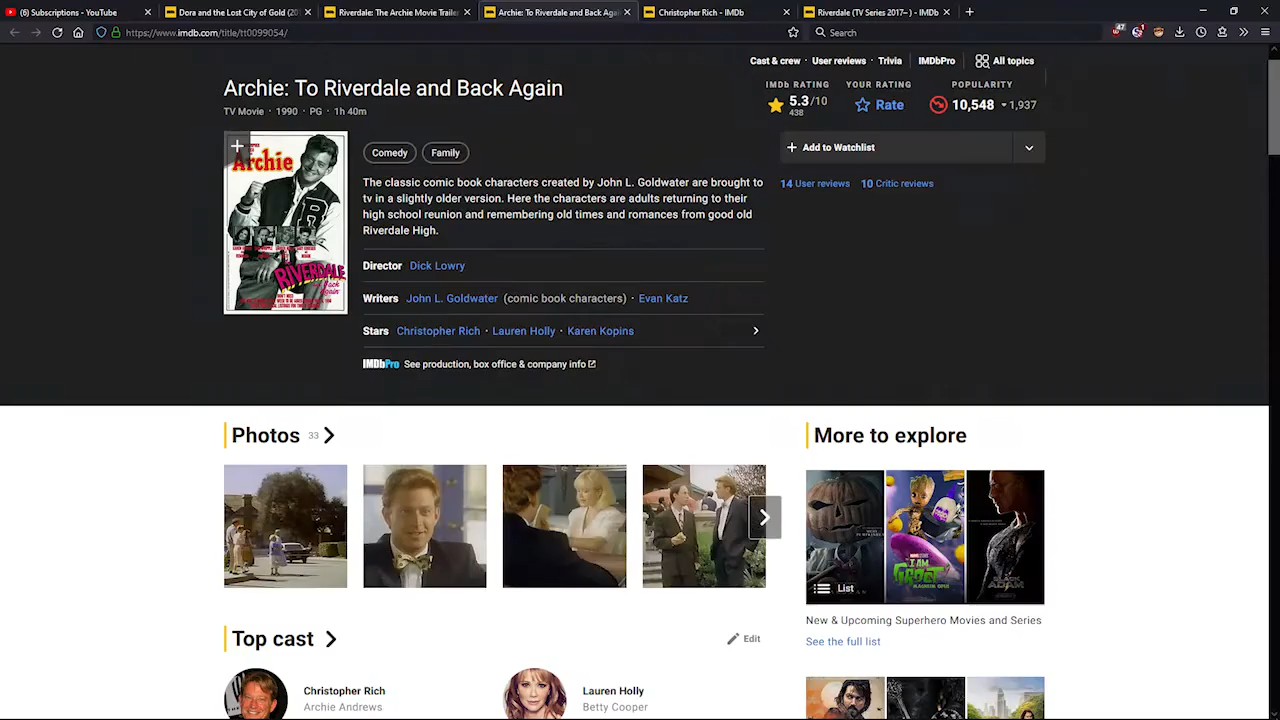 (6) Subscriptions - YouTube
Dora and the Lost City of Gold (20
Riverdale: The Archie Movie Trailer
Archie: To Riverdale and Back Aga
Christopher Rich - IMDb
Riverdale (TV Series 2017– ) - IMDb
https://www.imdb.com/title/tt0099054/
Search
47
Cast & crew · User reviews · Trivia
IMDbPro
All topics
Archie: To Riverdale and Back Again
TV Movie · 1990 · PG · 1h 40m
IMDb RATING
5.3/10
438
YOUR RATING
Rate
POPULARITY
10,548
1,937
Archie
RIVERDALE
Comedy
Family
Add to Watchlist
14 User reviews
10 Critic reviews
The classic comic book characters created by John L. Goldwater are brought to
tv in a slightly older version. Here the characters are adults returning to their
high school reunion and remembering old times and romances from good old
Riverdale High.
Director Dick Lowry
Writers John L. Goldwater (comic book characters) · Evan Katz
Stars Christopher Rich · Lauren Holly · Karen Kopins
IMDbPro See production, box office & company info
Photos 33
More to explore
I AM
GROOT
BLACK
ADAM
List
New & Upcoming Superhero Movies and Series
See the full list
Top cast
Edit
Christopher Rich
Archie Andrews
Lauren Holly
Betty Cooper